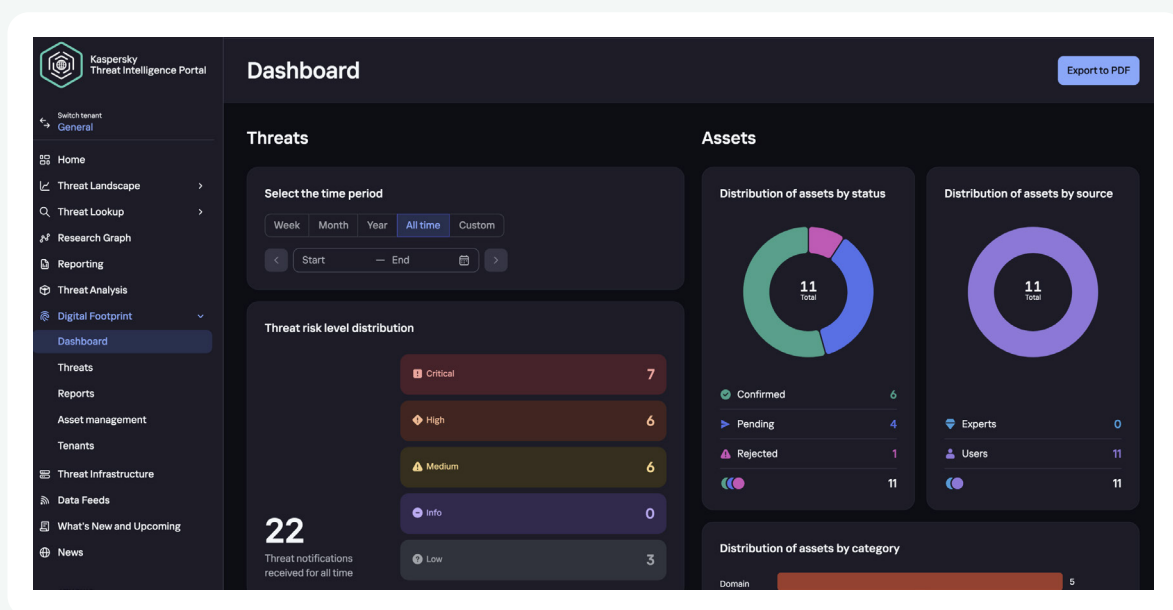 Kaspersky
Threat Intelligence Portal
Switch tenant
General
Home
Threat Landscape
Threat Lookup
Research Graph
Reporting
Threat Analysis
Digital Footprint
Dashboard
Threats
Reports
Asset management
Tenants
Threat Infrastructure
Data Feeds
What's New and Upcoming
News
Dashboard
Export to PDF
Threats
Select the time period
Week Month Year All time Custom
Start — End
Threat risk level distribution
22
Threat notifications
received for all time
Critical 7
High 6
Medium 6
Info 0
Low 3
Assets
Distribution of assets by status
11
Total
Confirmed 6
Pending 4
Rejected 1
11
Distribution of assets by source
11
Total
Experts 0
Users 11
11
Distribution of assets by category
Domain 5